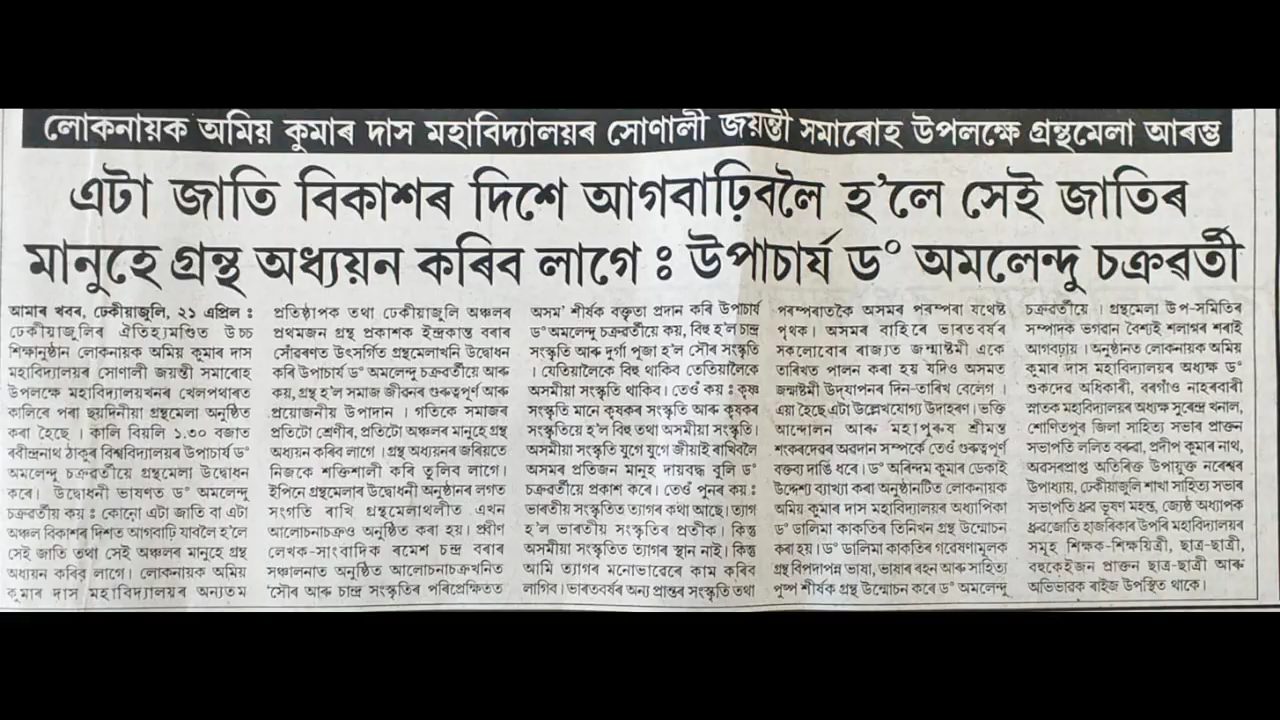 লোকনায়ক অমিয় কুমাৰ দাস মহাবিদ্যালয়ৰ সোণালী জয়ন্তী সমাৰোহ উপলক্ষে গ্ৰন্থমেলা আৰম্ভ
এটা জাতি বিকাশৰ দিশে আগবাঢ়িবলৈ হ'লে সেই জাতিৰ
মানুহে গ্ৰন্থ অধ্যয়ন কৰিব লাগে : উপাচাৰ্য ড° অমলেন্দু চক্ৰৱৰ্তী
আমাৰ খবৰ, ঢেকীয়াজুলি, ২১ এপ্ৰিল :
ঢেকীয়াজুলিৰ ঐতিহ্যমণ্ডিত উচ্চ
শিক্ষানুষ্ঠান লোকনায়ক অমিয় কুমাৰ দাস
মহাবিদ্যালয়ৰ সোণালী জয়ন্তী সমাৰোহ
উপলক্ষে মহাবিদ্যালয়খনৰ খেলপথাৰত
কালিৰে পৰা ছয়দিনীয়া গ্ৰন্থমেলা অনুষ্ঠিত
কৰা হৈছে । কালি বিয়লি ১.৩০ বজাত
ৰবীন্দ্ৰনাথ ঠাকুৰ বিশ্ববিদ্যালয়ৰ উপাচাৰ্য ড°
অমলেন্দু চক্ৰৱৰ্তীয়ে গ্ৰন্থমেলা উদ্বোধন
কৰে। উদ্বোধনী ভাষণত ড° অমলেন্দু
চক্ৰৱৰ্তীয়ে কয় : কোনো এটা জাতি বা এটা
অঞ্চল বিকাশৰ দিশত আগবাঢ়ি যাবলৈ হ'লে
সেই জাতি তথা সেই অঞ্চলৰ মানুহে গ্ৰন্থ
অধ্যয়ন কৰিব লাগে। লোকনায়ক অমিয়
কুমাৰ দাস মহাবিদ্যালয়ৰ অন্যতম
প্ৰতিষ্ঠাপক তথা ঢেকীয়াজুলি অঞ্চলৰ
প্ৰথমজন গ্ৰন্থ প্ৰকাশক ইন্দ্ৰকান্ত বৰাৰ
সোঁৱৰণত উৎসৰ্গিত গ্ৰন্থমেলাখনি উদ্বোধন
কৰি উপাচাৰ্য ড° অমলেন্দু চক্ৰৱৰ্তীয়ে আৰু
কয়, গ্ৰন্থ হ'ল সমাজ জীৱনৰ গুৰুত্বপূৰ্ণ আৰু
প্ৰয়োজনীয় উপাদান । গতিকে সমাজৰ
প্ৰতিটো শ্ৰেণীৰ, প্ৰতিটো অঞ্চলৰ মানুহে গ্ৰন্থ
অধ্যয়ন কৰিব লাগে। গ্ৰন্থ অধ্যয়নৰ জৰিয়তে
নিজকে শক্তিশালী কৰি তুলিব লাগে।
ইপিনে গ্ৰন্থমেলাৰ উদ্বোধনী অনুষ্ঠানৰ লগত
সংগতি ৰাখি গ্ৰন্থমেলাথলীত এখন
আলোচনাচক্ৰও অনুষ্ঠিত কৰা হয়। প্ৰবীণ
লেখক-সাংবাদিক ৰমেশ চন্দ্ৰ বৰাৰ
সঞ্চালনাত অনুষ্ঠিত আলোচনাচক্ৰখনিত
'সৌৰ আৰু চান্দ্ৰ সংস্কৃতিৰ পৰিপ্ৰেক্ষিতত
অসম' শীৰ্ষক বক্তৃতা প্ৰদান কৰি উপাচাৰ্য
ড° অমলেন্দু চক্ৰৱৰ্তীয়ে কয়, বিহু হ'ল চন্দ্ৰ
সংস্কৃতি আৰু দুৰ্গা পূজা হ'ল সৌৰ সংস্কৃতি
। যেতিয়ালৈকে বিহু থাকিব তেতিয়ালৈকে
অসমীয়া সংস্কৃতি থাকিব। তেওঁ কয় : কৃষ্ণ
সংস্কৃতি মানে কৃষকৰ সংস্কৃতি আৰু কৃষকৰ
সংস্কৃতিয়ে হ'ল বিহু তথা অসমীয়া সংস্কৃতি।
অসমীয়া সংস্কৃতি যুগে যুগে জীয়াই ৰাখিবলৈ
অসমৰ প্ৰতিজন মানুহ দায়বদ্ধ বুলি ড°
চক্ৰৱৰ্তীয়ে প্ৰকাশ কৰে। তেওঁ পুনৰ কয় :
ভাৰতীয় সংস্কৃতিত ত্যাগৰ কথা আছে। ত্যাগ
হ'ল ভাৰতীয় সংস্কৃতিৰ প্ৰতীক। কিন্তু
অসমীয়া সংস্কৃতিত ত্যাগৰ স্থান নাই। কিন্তু
আমি ত্যাগৰ মনোভাৱেৰে কাম কৰিব
লাগিব। ভাৰতবৰ্ষৰ অন্য প্ৰান্তৰ সংস্কৃতি তথা
পৰম্পৰাতকৈ অসমৰ পৰম্পৰা যথেষ্ট
পৃথক। অসমৰ বাহিৰে ভাৰতবৰ্ষৰ
সকলোবোৰ ৰাজ্যত জন্মাষ্টমী একে
তাৰিখত পালন কৰা হয় যদিও অসমত
জন্মাষ্টমী উদযাপনৰ দিন-তাৰিখ বেলেগ।
এয়া হৈছে এটা উল্লেখযোগ্য উদাহৰণ। ভক্তি
আন্দোলন আৰু মহাপুৰুষ শ্ৰীমন্ত
শংকৰদেৱৰ অৱদান সম্পৰ্কে তেওঁ গুৰুত্বপূৰ্ণ
বক্তব্য দাঙি ধৰে। ড° অৰিন্দম কুমাৰ ডেকাই
উদ্দেশ্য ব্যাখ্যা কৰা অনুষ্ঠানটিত লোকনায়ক
অমিয় কুমাৰ দাস মহাবিদ্যালয়ৰ অধ্যাপিকা
ড° ডালিমা কাকতিৰ তিনিখন গ্ৰন্থ উন্মোচন
কৰা হয়। ড° ডালিমা কাকতিৰ গৱেষণামূলক
গ্ৰন্থ বিপদাপন্ন ভাষা, ভাষাৰ ৰহন আৰু সাহিত্য
পুষ্প শীৰ্ষক গ্ৰন্থ উন্মোচন কৰে ড° অমলেন্দু
চক্ৰৱৰ্তীয়ে । গ্ৰন্থমেলা উপ-সমিতিৰ
সম্পাদক ভগৱান বৈশ্যই শলাগৰ শৰাই
আগবঢ়ায়। অনুষ্ঠানত লোকনায়ক অমিয়
কুমাৰ দাস মহাবিদ্যালয়ৰ অধ্যক্ষ ড°
শুকদেৱ অধিকাৰী, বৰগাঁও নাহৰবাৰী
স্নাতক মহাবিদ্যালয়ৰ অধ্যক্ষ সুৰেন্দ্ৰ খনাল,
শোণিতপুৰ জিলা সাহিত্য সভাৰ প্ৰাক্তন
সভাপতি ললিত বৰুৱা, প্ৰদীপ কুমাৰ নাথ,
অৱসৰপ্ৰাপ্ত অতিৰিক্ত উপায়ুক্ত নৰেশ্বৰ
উপাধ্যায়, ঢেকীয়াজুলি শাখা সাহিত্য সভাৰ
সভাপতি ধ্ৰুৱ ভূষণ মহন্ত, জ্যেষ্ঠ অধ্যাপক
ধ্ৰুৱজ্যোতি হাজৰিকাৰ উপৰি মহাবিদ্যালয়ৰ
সমূহ শিক্ষক-শিক্ষয়িত্ৰী, ছাত্ৰ-ছাত্ৰী,
বহুকেইজন প্ৰাক্তন ছাত্ৰ-ছাত্ৰী আৰু
অভিভাৱক ৰাইজ উপস্থিত থাকে।